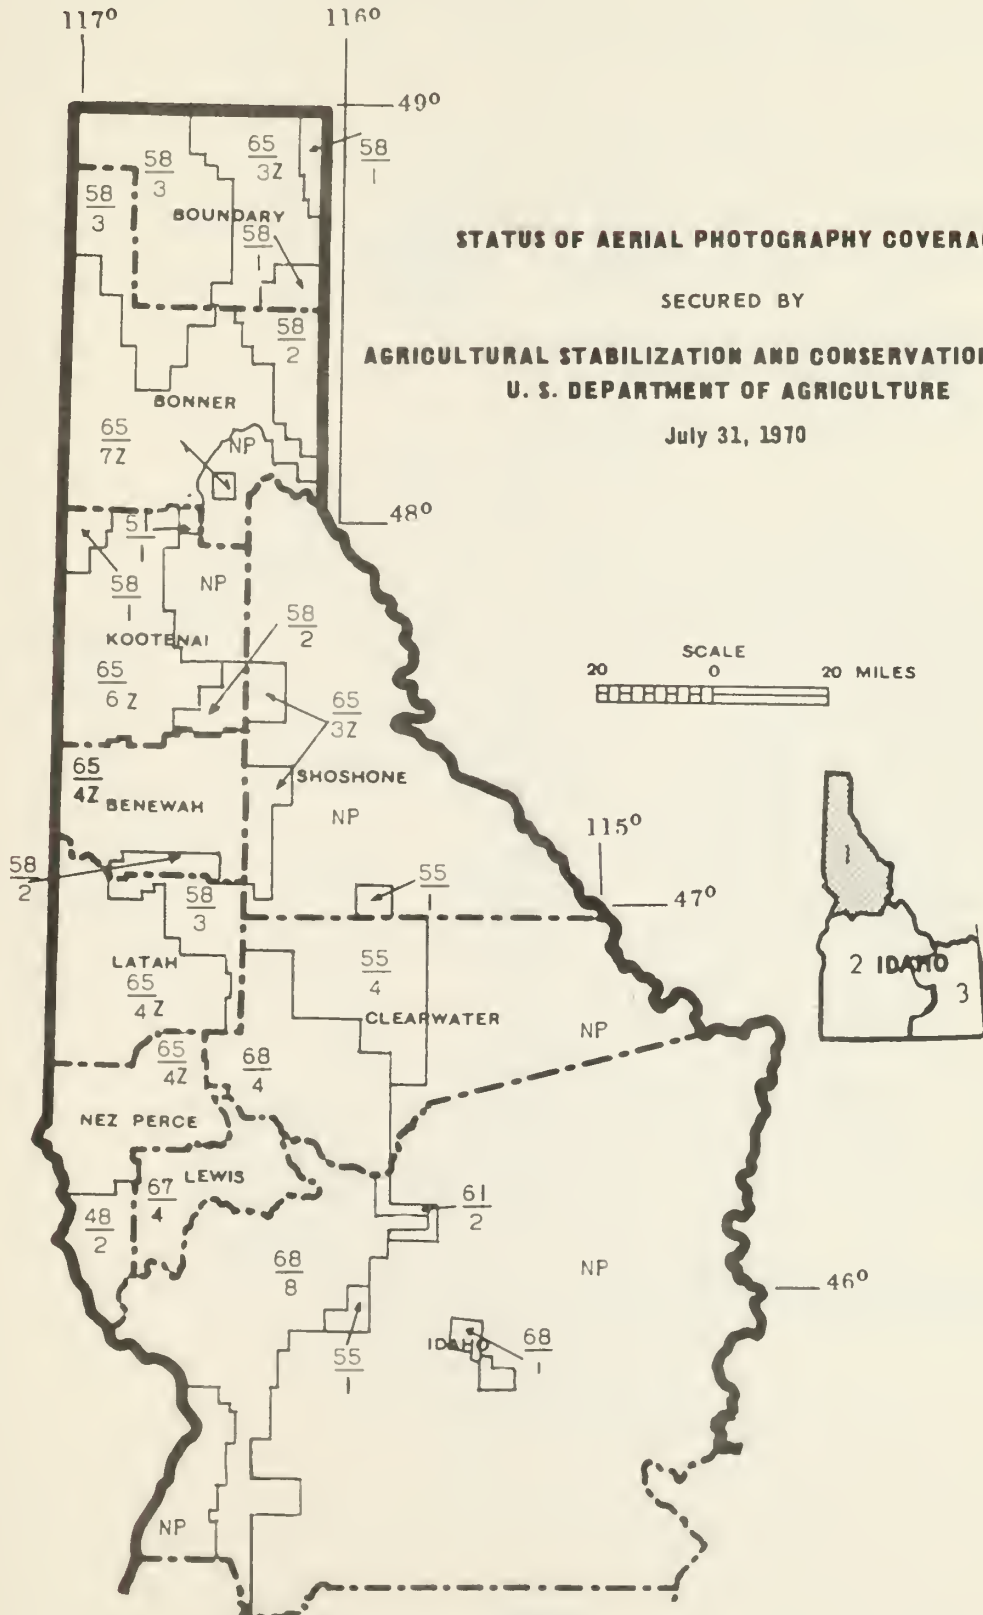 117° 116°
49°
58
3
65
3Z
58
1
58
3
BOUNDARY
58
1
STATUS OF AERIAL PHOTOGRAPHY
SECURED BY
58
2
AGRICULTURAL STABILIZATION AND
U. S. DEPARTMENT OF AGRICULTURE
BONNER
July 31, 1970
65
7Z
NP
48°
1
58
1
NP
58
2
KOOTENAI
SCALE
20 0 20 MILES
65
6Z
65
3Z
65
4Z
BENEWAH
SHOSHONE
NP
115°
1
58
2
58
3
55
1
47°
LATAH
65
4Z
55
4
CLEARWATER
NP
2 IDAHO
3
65
4Z
68
4
NEZ PERCE
LEWIS
67
4
48
2
61
2
68
8
NP
46°
55
1
IDAHO
68
1
NP